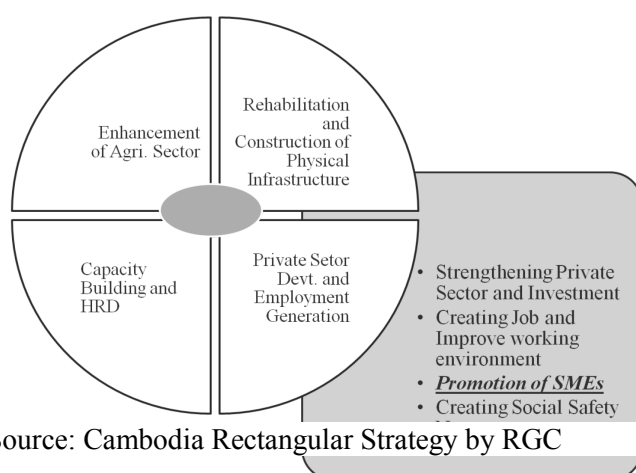 Enhancement
of Agri. Sector
Rehabilitation
and
Construction of
Physical
Infrastructure
Capacity
Building and
HRD
Private Setor
Devt. and
Employment
Generation
• Strengthening Private
Sector and Investment
• Creating Job and
Improve working
environment
• Promotion of SMEs
• Creating Social Safety
ource: Cambodia Rectangular Strategy by RGC